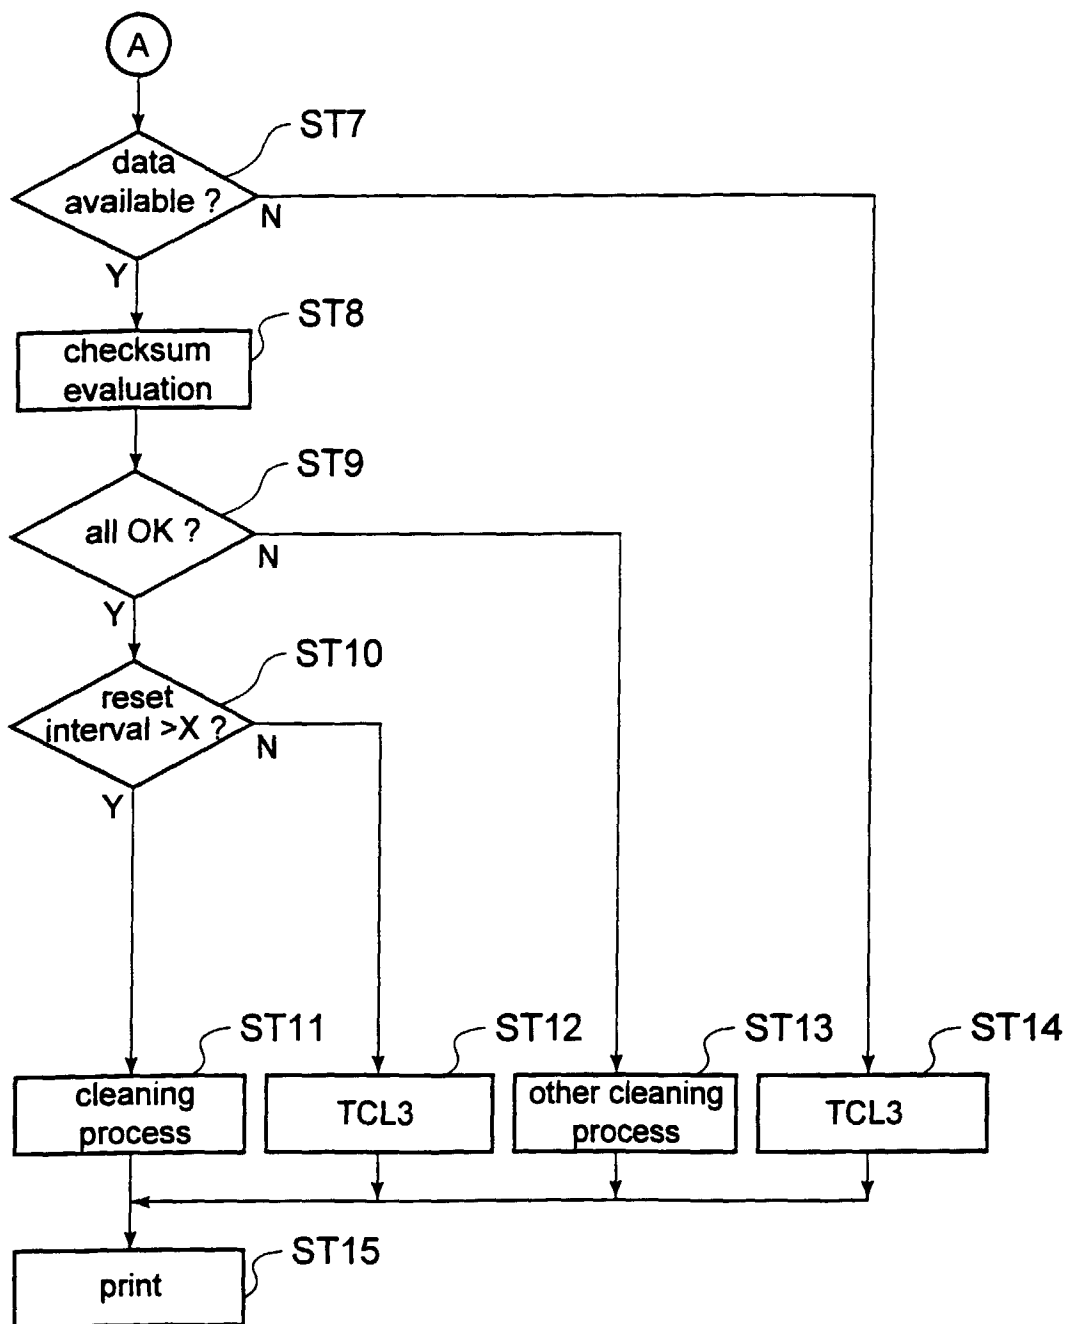 A
ST7
data
available ?
N
Y
ST8
checksum
evaluation
ST9
all OK ?
N
Y
ST10
reset
interval >X ?
N
Y
ST11
ST12
ST13
ST14
cleaning
process
TCL3
other cleaning
process
TCL3
ST15
print